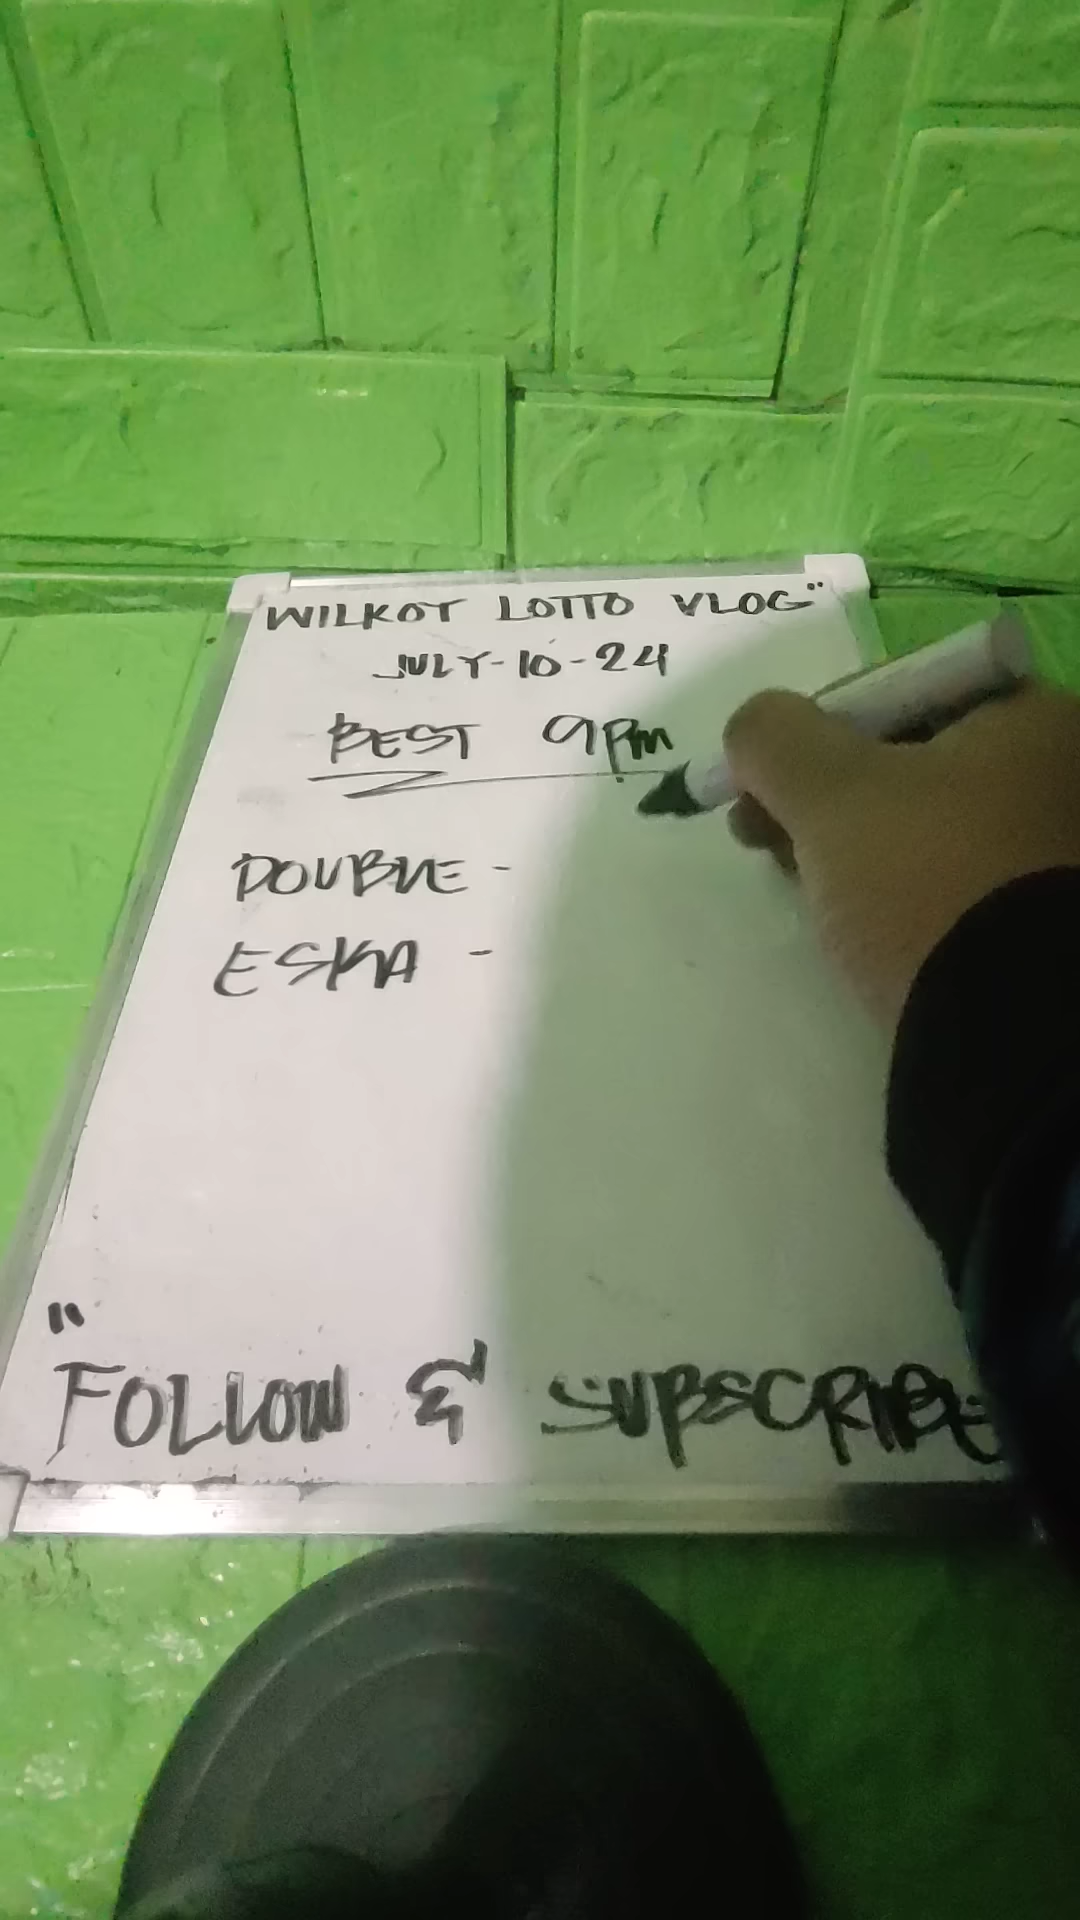 "WILKOT LOTTO VLOG"
JULY-10-24
BEST 9PM
DOUBLE -
ESKA -
"
FOLLOW & SUBSCRIBE